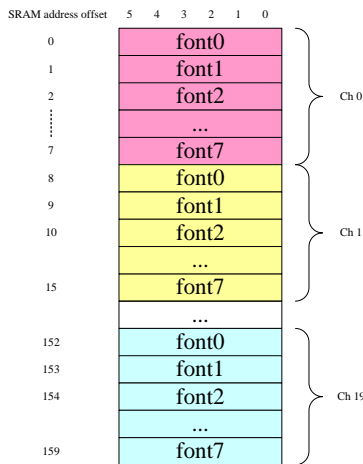 SRAM address offset 5 4 3 2 1 0
0 font0
1 font1
2 font2
... Ch 0
7 font7
8 font0
9 font1
10 font2 Ch 1
...
15 font7
...
152 font0
153 font1
154 font2 Ch 19
...
159 font7